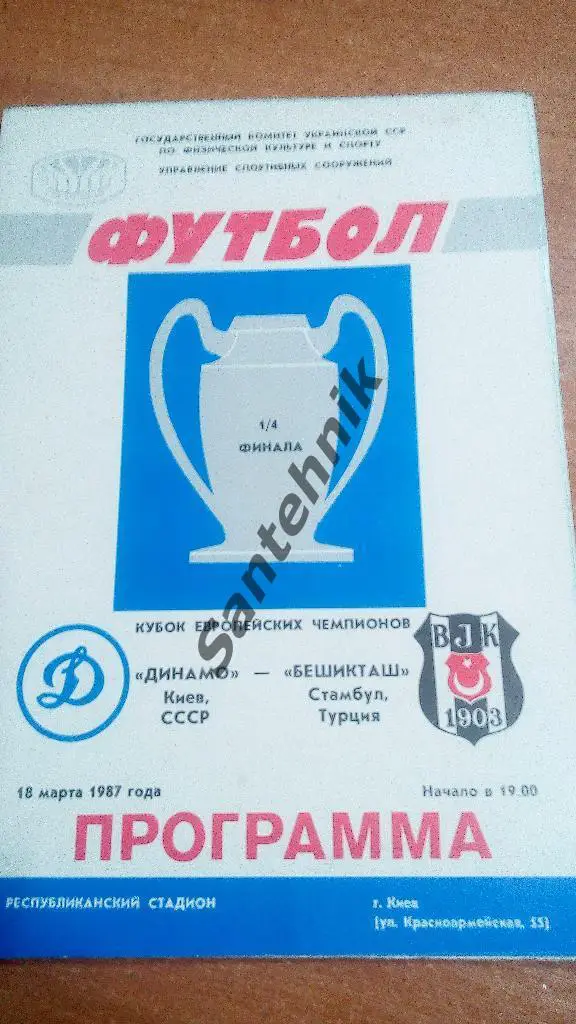 ГОСУДАРСТВЕННЫЙ КОМИТЕТ УКРАИНСКОЙ ССР
ПО ФИЗИЧЕСКОЙ КУЛЬТУРЕ И СПОРТУ
УПРАВЛЕНИЕ СПОРТИВНЫХ СООРУЖЕНИЙ
ФУТБОЛ
1/4
ФИНАЛА
Santehnik
КУБОК ЕВРОПЕЙСКИХ ЧЕМПИОНОВ
Д
«ДИНАМО» — «БЕШИКТАШ»
Киев, Стамбул,
СССР Турция
BJK
1903
18 марта 1987 года Начало в 19.00
ПРОГРАММА
РЕСПУБЛИКАНСКИЙ СТАДИОН г. Киев
(ул. Красноармейская, 55)